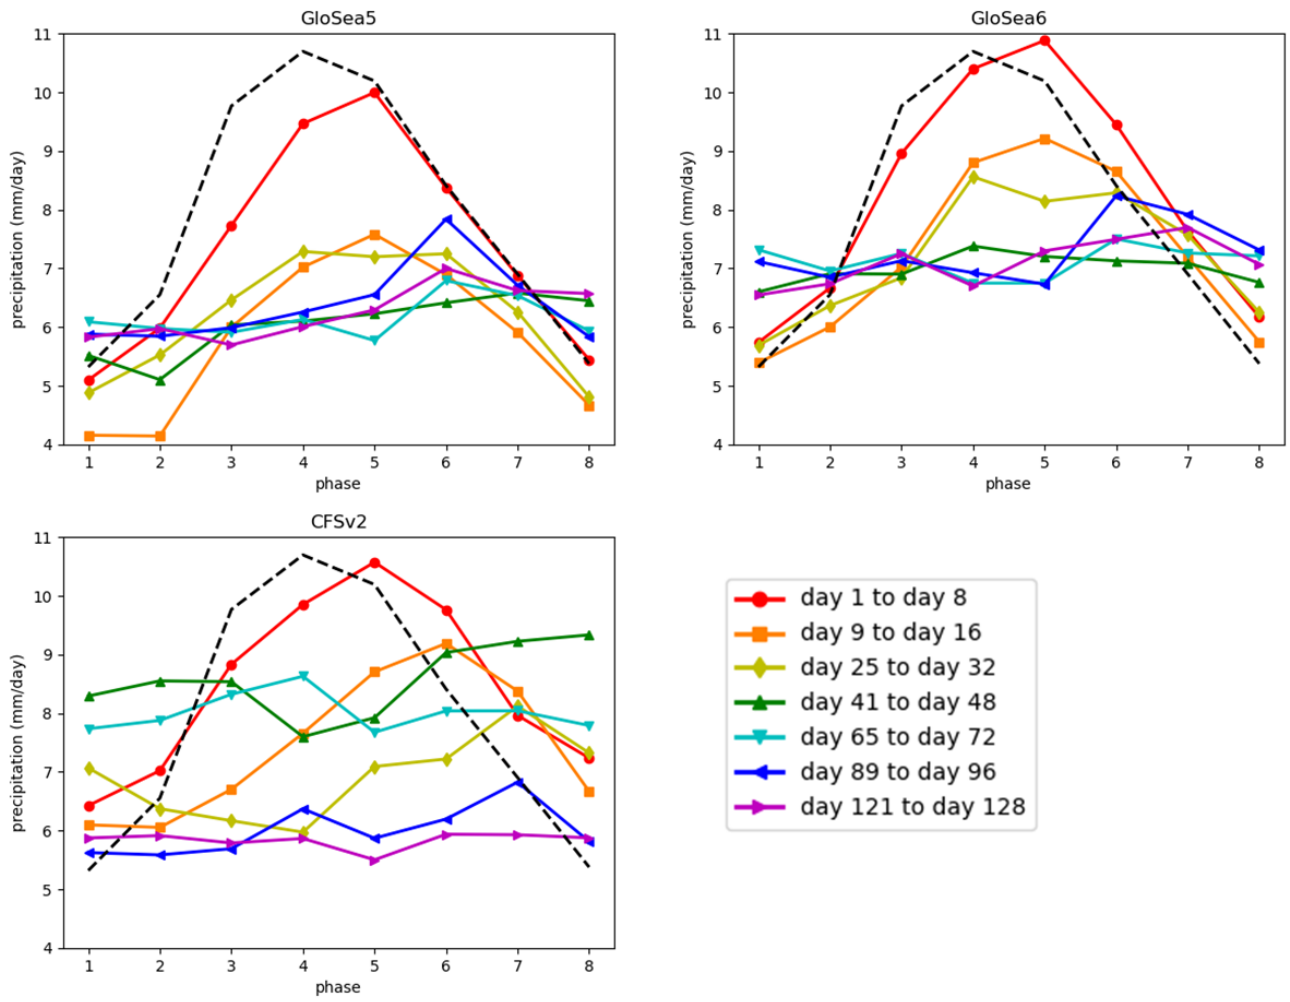 GloSea5
11
10
9
8
7
6
5
4
precipitation (mm/day)
1 2 3 4 5 6 7 8
phase
GloSea6
11
10
9
8
7
6
5
4
precipitation (mm/day)
1 2 3 4 5 6 7 8
phase
CFSv2
11
10
9
8
7
6
5
4
precipitation (mm/day)
1 2 3 4 5 6 7 8
phase
day 1 to day 8
day 9 to day 16
day 25 to day 32
day 41 to day 48
day 65 to day 72
day 89 to day 96
day 121 to day 128